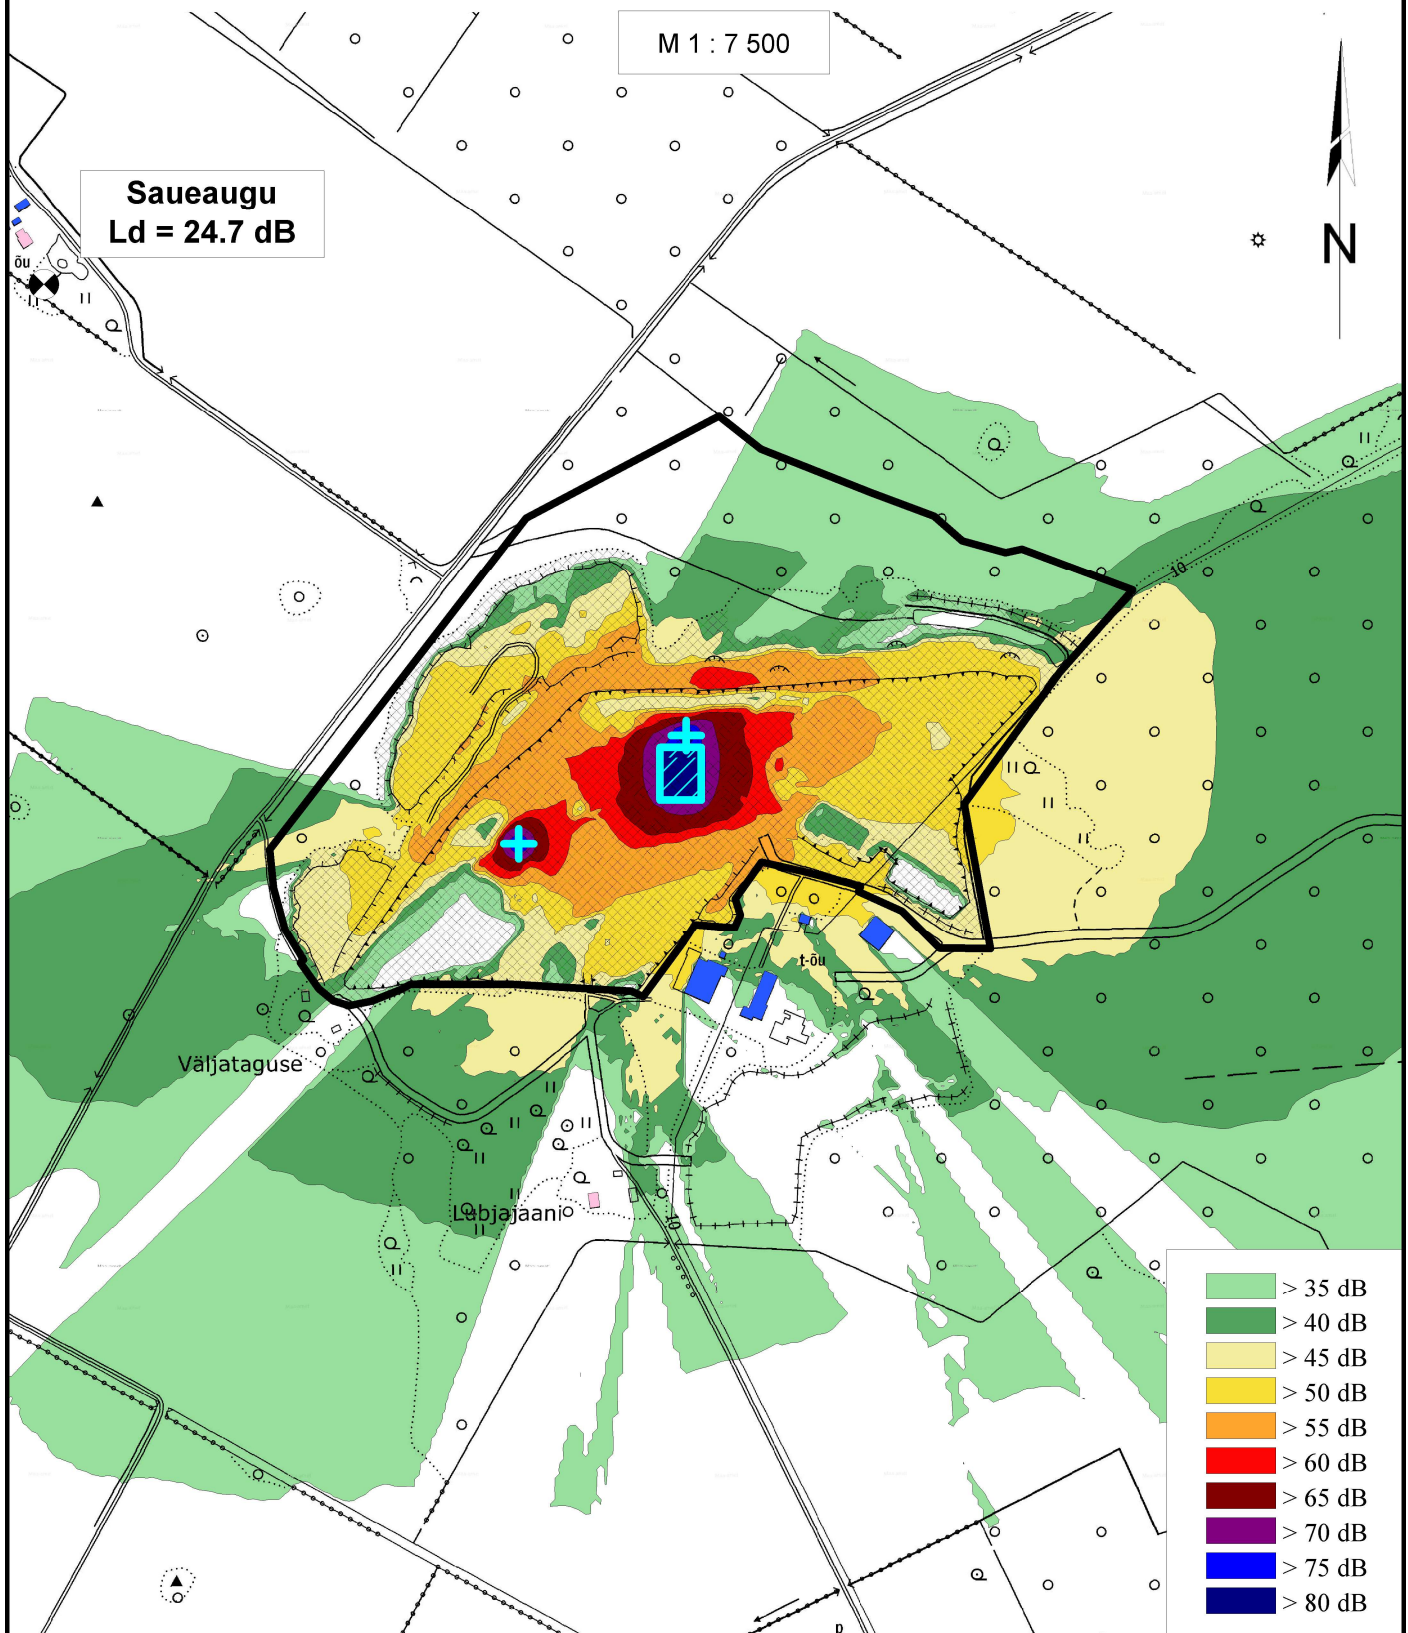 M 1 : 7 500
Saueaugu
Ld = 24.7 dB
N
õu
10
t-õu
Väljataguse
Lubjajaani
10
> 35 dB
> 40 dB
> 45 dB
> 50 dB
> 55 dB
> 60 dB
> 65 dB
> 70 dB
> 75 dB
> 80 dB
p